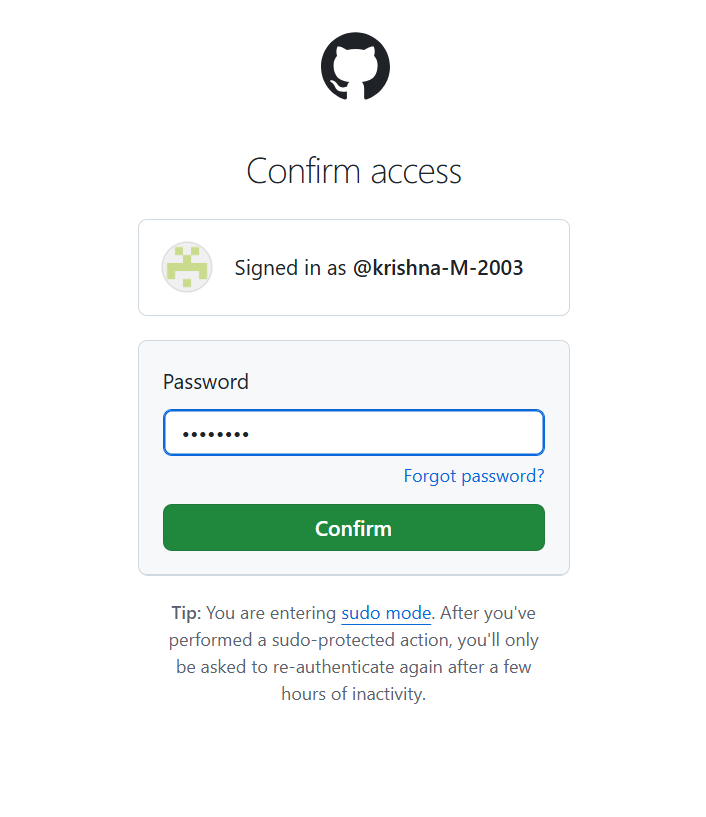 Confirm access
Signed in as @krishna-M-2003
Password
••••••••
Forgot password?
Confirm
Tip: You are entering sudo mode. After you've
performed a sudo-protected action, you'll only
be asked to re-authenticate again after a few
hours of inactivity.